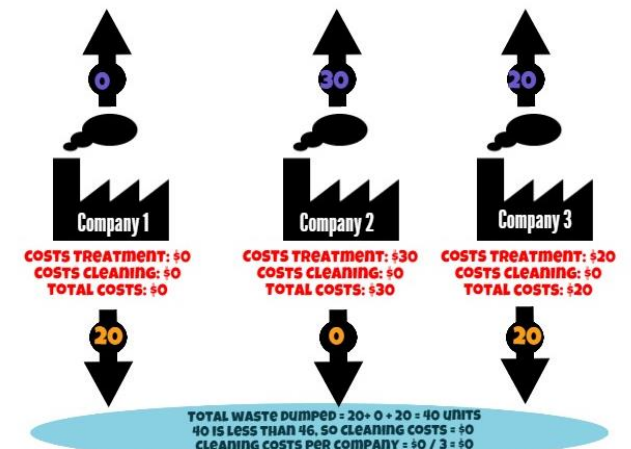 0
30
20
Company 1
Company 2
Company 3
COSTS TREATMENT: $0
COSTS CLEANING: $0
TOTAL COSTS: $0
COSTS TREATMENT: $30
COSTS CLEANING: $0
TOTAL COSTS: $30
COSTS TREATMENT: $20
COSTS CLEANING: $0
TOTAL COSTS: $20
20
0
20
TOTAL WASTE DUMPED = 20+ 0 + 20 = 40 UNITS
40 IS LESS THAN 46, SO CLEANING COSTS = $0
CLEANING COSTS PER COMPANY = $0 / 3 = $0